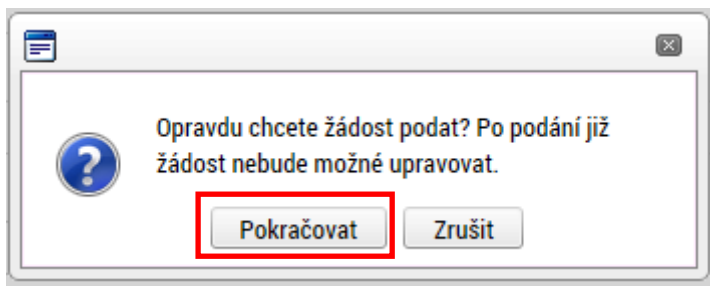 Opravdu chcete žádost podat? Po podání již
žádost nebude možné upravovat.
Pokračovat Zrušit